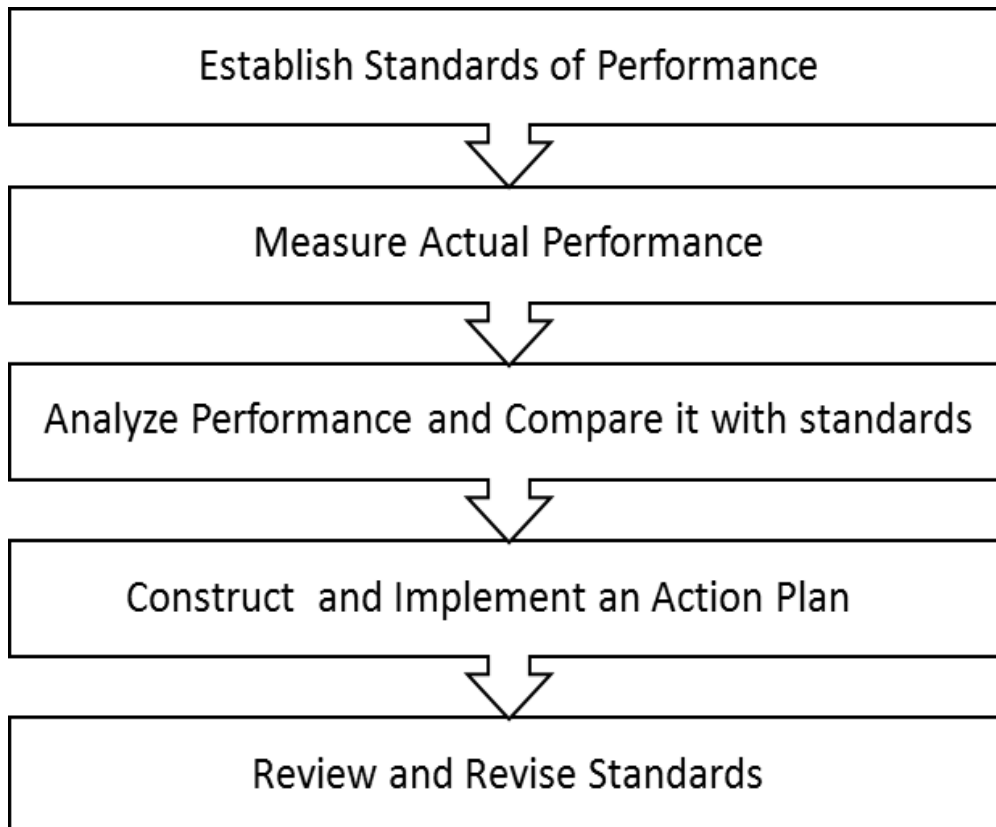 Establish Standards of Performance
Measure Actual Performance
Analyze Performance and Compare it with standards
Construct and Implement an Action Plan
Review and Revise Standards